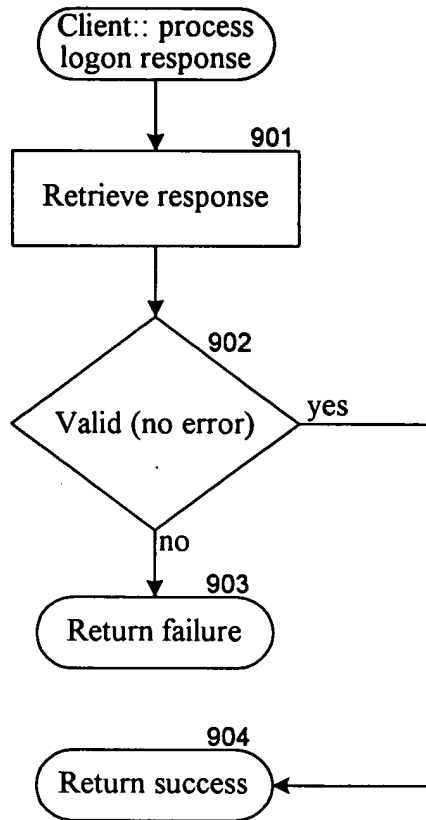 Client:: process
logon response
901
Retrieve response
902
Valid (no error)
yes
no
903
Return failure
904
Return success